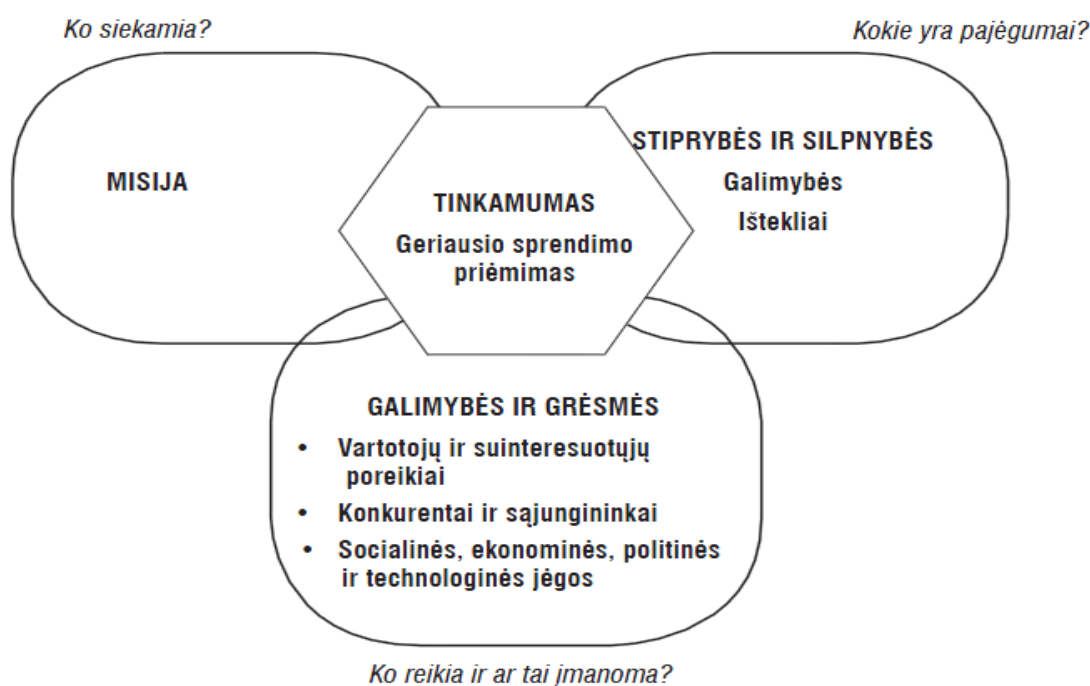 Ko siekiama?
Kokie yra pajėgumai?
MISIJA
STIPRYBĖS IR SILPNYBĖS
Galimybės
Ištekliai
TINKAMUMAS
Geriausio sprendimo
priėmimas
GALIMYBĖS IR GRĖSMĖS
• Vartotojų ir suinteresuotųjų
poreikiai
• Konkurentai ir sąjungininkai
• Socialinės, ekonominės, politinės
ir technologinės jėgos
Ko reikia ir ar tai įmanoma?